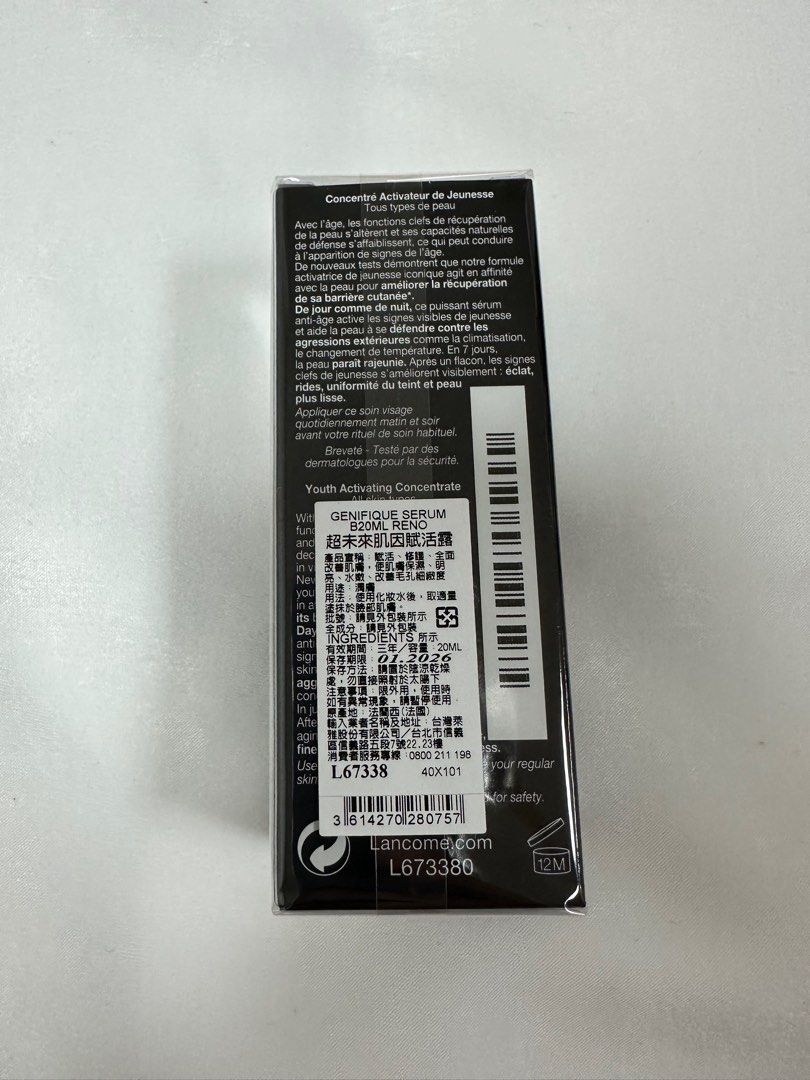 Concentré Activateur de Jeunesse
Tous types de peau
Avec l'âge, les fonctions clefs de récupération
de la peau s'altèrent et ses capacités naturelles
de défense s'affaiblissent, ce qui peut conduire
à l'apparition de signes de l'âge.
De nouveaux tests démontrent que notre formule
activatrice de jeunesse iconique agit en affinité
avec la peau pour améliorer la récupération
de sa barrière cutanée*.
De jour comme de nuit, ce puissant sérum
anti-âge active les signes visibles de jeunesse
et aide la peau à se défendre contre les
agressions extérieures comme la climatisation,
le changement de température. En 7 jours,
la peau paraît rajeunie. Après un flacon, les signes
clefs de jeunesse s'améliorent visiblement : éclat,
rides, uniformité du teint et peau
plus lisse.
Appliquer ce soin visage
quotidiennement matin et soir
avant votre rituel de soin habituel.
Breveté - Testé par des
dermatologues pour la sécurité.
Youth Activating Concentrate
All skin types
GENIFIQUE SERUM
B20ML RENO
超未來肌因賦活露
產品宣稱：賦活、修護、全面
改善肌膚，使肌膚保濕、明
亮、水嫩、改善毛孔細緻度
用途：潤膚
用法：使用化妝水後，取適量
塗抹於臉部肌膚。
批號：請見外包裝所示
全成分：請見外包裝
INGREDIENTS 所示
有效期間：三年／容量：20ML
保存期限：01.2026
保存方法：請置於陰涼乾燥
處，勿直接照射於太陽下
注意事項：限外用，使用時
如有異常現象，請暫停使用
原產地：法蘭西(法國)
輸入業者名稱及地址：台灣萊
雅股份有限公司／台北市信義
區信義路五段7號22.23樓
消費者服務專線：0800 211 198
L67338 40X101
3 614270 280757
your regular
for safety.
Lancome.com
L673380
12M